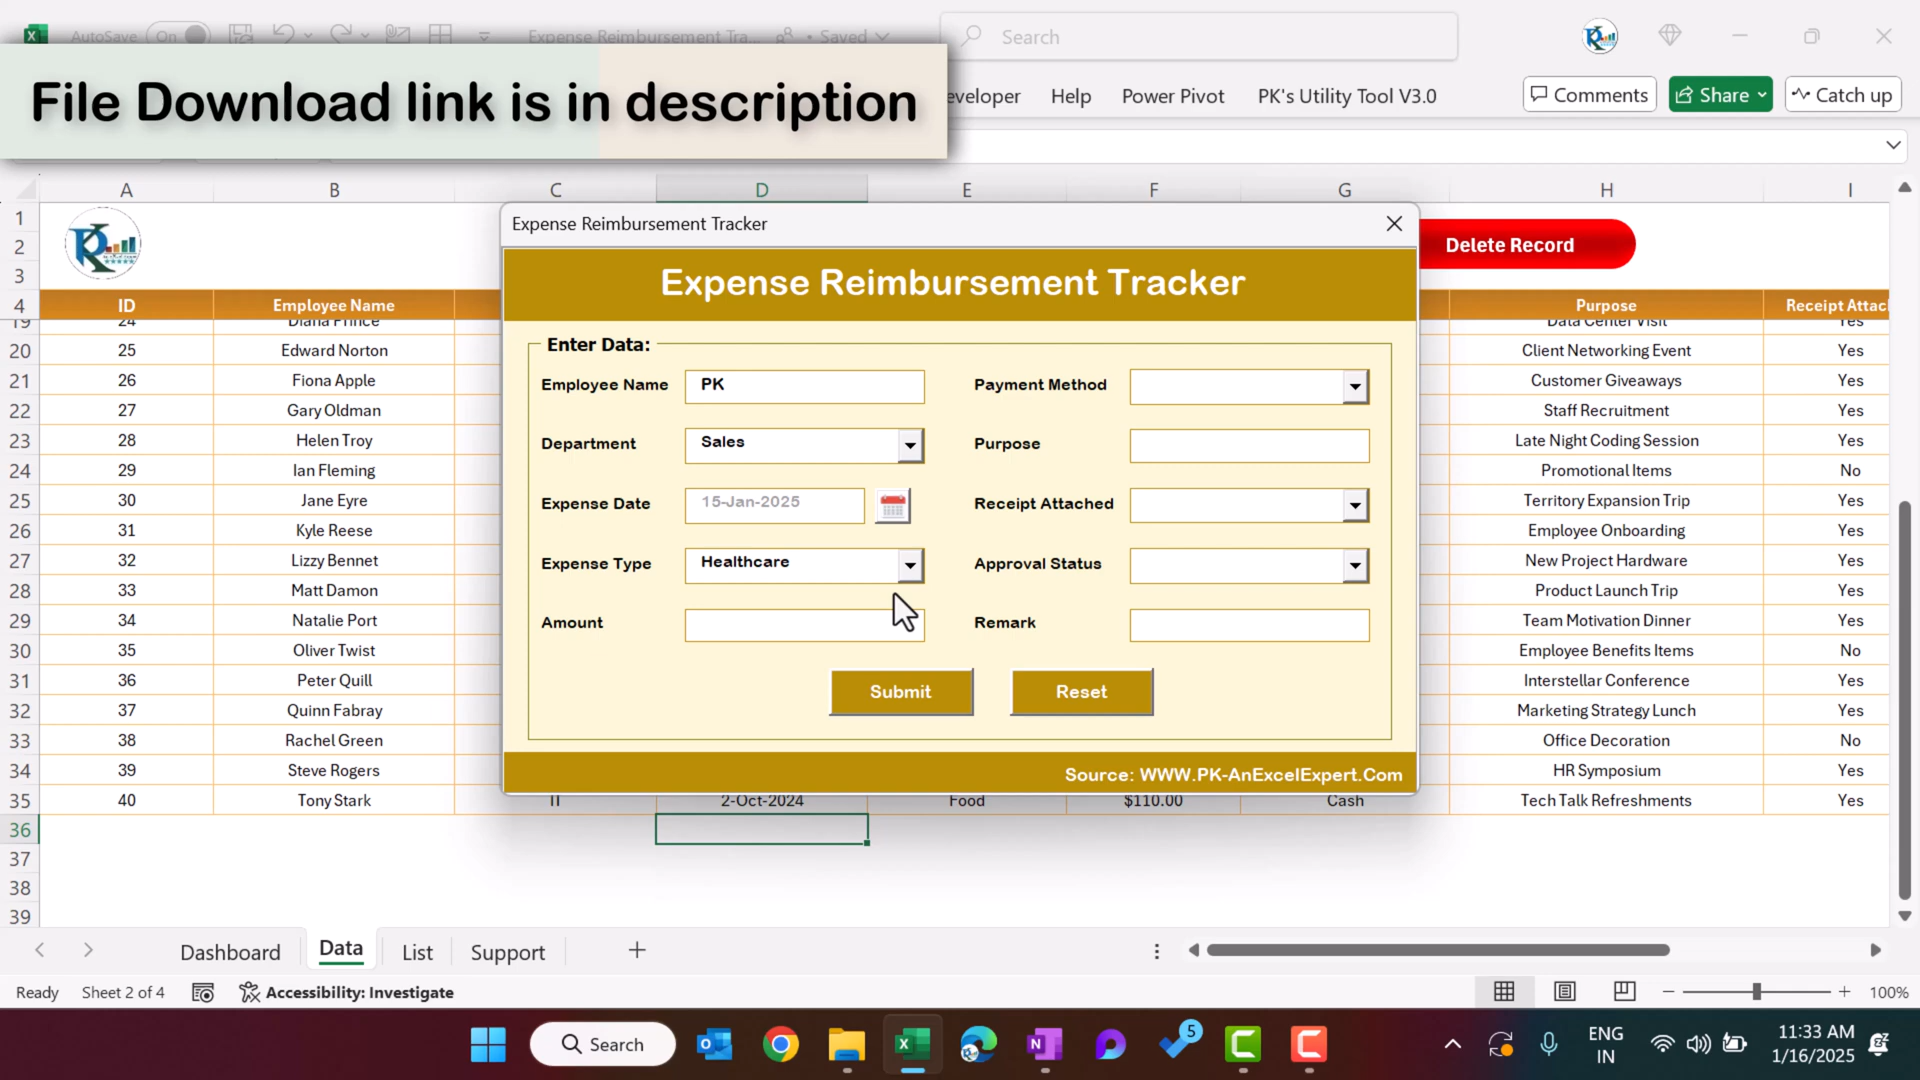 AutoSave On Expense Reimbursement Tra... • Saved Search
File Download link is in description
eveloper Help Power Pivot PK's Utility Tool V3.0 Comments Share Catch up
A B C D E F G H I
1
2
3
Delete Record
4 ID Employee Name Purpose Receipt Attac
19 24 Diana Prince Data Center Visit Yes
20 25 Edward Norton Client Networking Event Yes
21 26 Fiona Apple Customer Giveaways Yes
22 27 Gary Oldman Staff Recruitment Yes
23 28 Helen Troy Late Night Coding Session Yes
24 29 Ian Fleming Promotional Items No
25 30 Jane Eyre Territory Expansion Trip Yes
26 31 Kyle Reese Employee Onboarding Yes
27 32 Lizzy Bennet New Project Hardware Yes
28 33 Matt Damon Product Launch Trip Yes
29 34 Natalie Port Team Motivation Dinner Yes
30 35 Oliver Twist Employee Benefits Items No
31 36 Peter Quill Interstellar Conference Yes
32 37 Quinn Fabray Marketing Strategy Lunch Yes
33 38 Rachel Green Office Decoration No
34 39 Steve Rogers HR Symposium Yes
35 40 Tony Stark IT 2-Oct-2024 Food $110.00 Cash Tech Talk Refreshments Yes
36
37
38
39
Expense Reimbursement Tracker
Expense Reimbursement Tracker
Enter Data:
Employee Name PK Payment Method
Department Sales Purpose
Expense Date 15-Jan-2025 Receipt Attached
Expense Type Healthcare Approval Status
Amount Remark
Submit Reset
Source: WWW.PK-AnExcelExpert.Com
Dashboard Data List Support
Ready Sheet 2 of 4 Accessibility: Investigate 100%
Search 5 ENG 11:33 AM
IN 1/16/2025